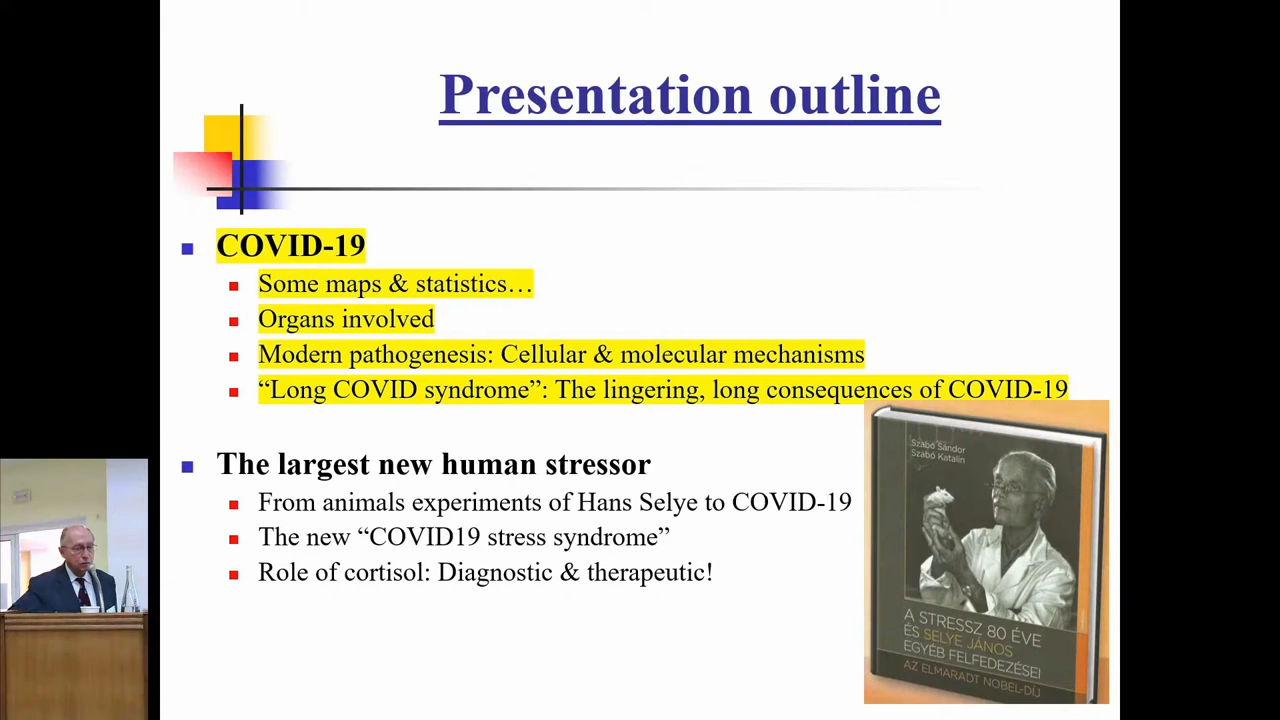 Presentation outline
COVID-19
Some maps & statistics…
Organs involved
Modern pathogenesis: Cellular & molecular mechanisms
“Long COVID syndrome”: The lingering, long consequences of COVID-19
The largest new human stressor
From animals experiments of Hans Selye to COVID-19
The new “COVID19 stress syndrome”
Role of cortisol: Diagnostic & therapeutic!
Szabó Sándor
Szabó Katalin
A STRESSZ 80 ÉVE
ÉS SELYE JÁNOS
EGYÉB FELFEDEZÉSEI
AZ ELMARADT NOBEL-DÍJ